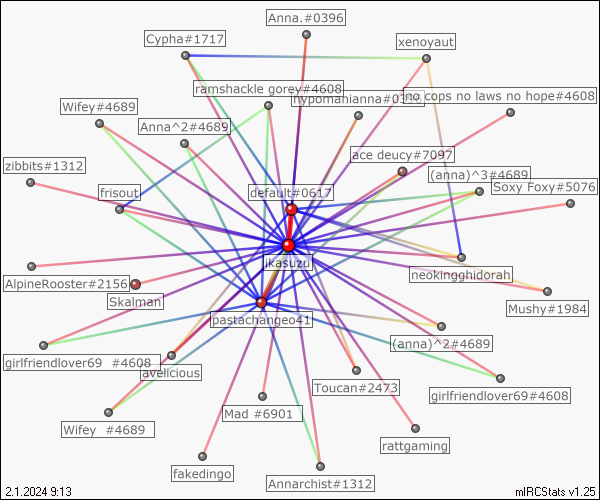 Anna.#0396
Cypha#1717
xenoyaut
ramshackle gorey#4608
hypomanianna#0396
no cops no laws no hope#4608
Wifey#4689
Anna^2#4689
ace deucy#7097
zibbits#1312
(anna)^3#4689
frisout
default#0617
Soxy Foxy#5076
ikasuzu
neokingghidorah
AlpineRooster#2156
Skalman
Mushy#1984
pastachangeo41
(anna)^2#4689
girlfriendlover69 #4608
avelicious
Toucan#2473
girlfriendlover69#4608
Mad #6901
Wifey #4689
rattgaming
fakedingo
Annarchist#1312
2.1.2024 9:13
mIRCStats v1.25